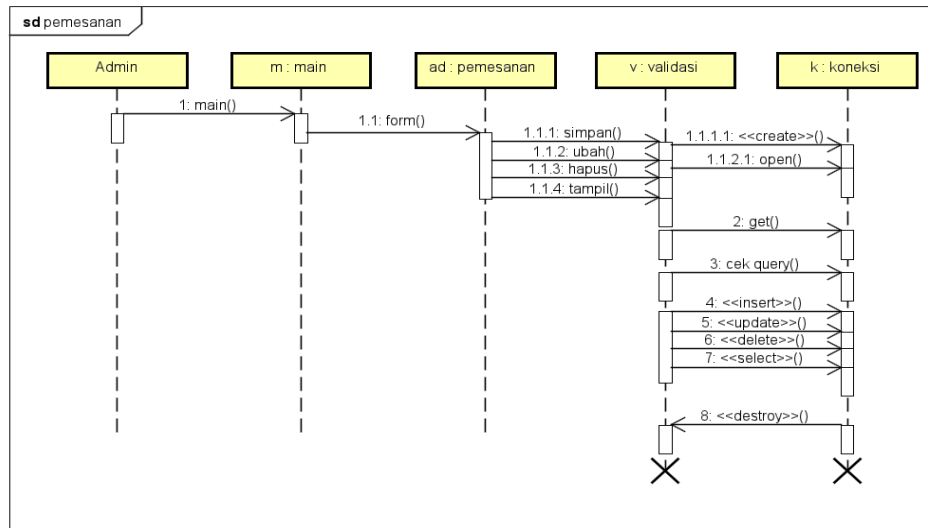 sd pemesanan
Admin
m : main
ad : pemesanan
v : validasi
k : koneksi
1: main()
1.1: form()
1.1.1: simpan()
1.1.1.1: <<create>>()
1.1.2: ubah()
1.1.2.1: open()
1.1.3: hapus()
1.1.4: tampil()
2: get()
3: cek query()
4: <<insert>>()
5: <<update>>()
6: <<delete>>()
7: <<select>>()
8: <<destroy>>()